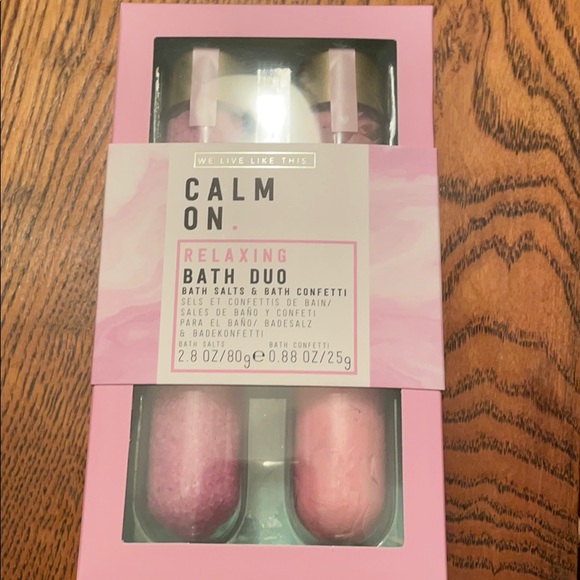 WE LIVE LIKE THIS
CALM
ON.
RELAXING
BATH DUO
BATH SALTS & BATH CONFETTI
SELS ET CONFETTIS DE BAIN/
SALES DE BAÑO Y CONFETI
PARA EL BAÑO/ BADESALZ
& BADEKONFETTI
BATH SALTS BATH CONFETTI
2.8 OZ/80g℮ 0.88 OZ/25g